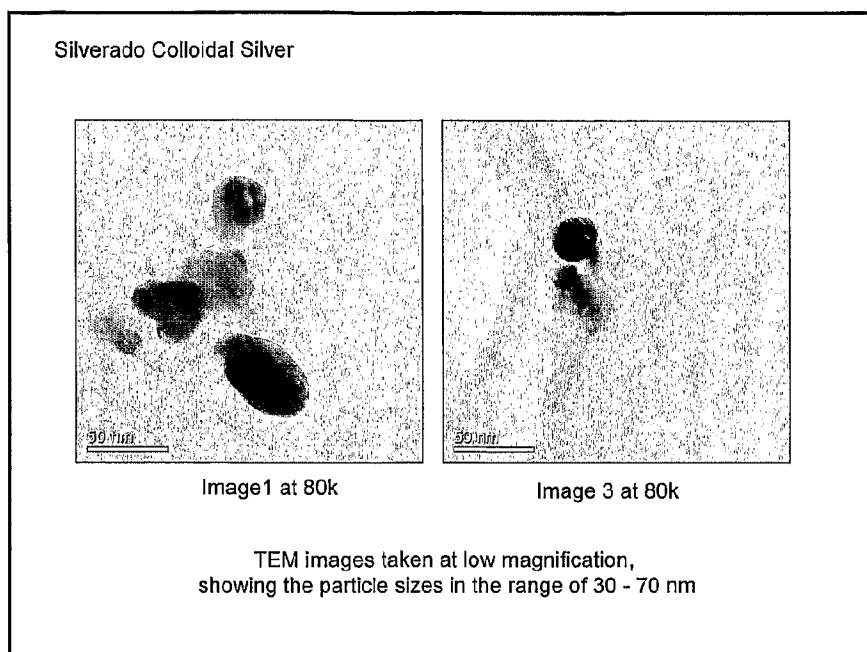 Silverado Colloidal Silver
50 nm
50 nm
Image1 at 80k
Image 3 at 80k
TEM images taken at low magnification,
showing the particle sizes in the range of 30 - 70 nm